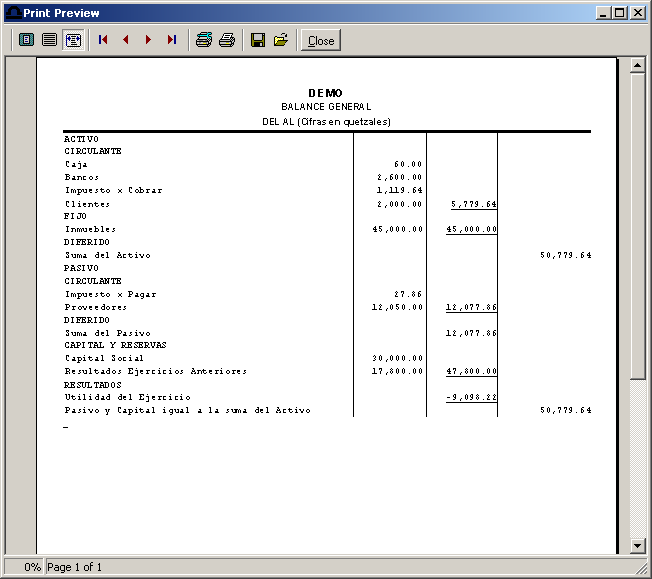 Print Preview
Close
DEMO
BALANCE GENERAL
DEL AL (Cifras en quetzales)
ACTIVO
CIRCULANTE
Caja 60.00
Bancos 2,600.00
Impuesto x Cobrar 1,119.64
Clientes 2,000.00 5,779.64
FIJO
Inmuebles 45,000.00 45,000.00
DIFERIDO
Suma del Activo 50,779.64
PASIVO
CIRCULANTE
Impuesto x Pagar 27.86
Proveedores 12,050.00 12,077.86
DIFERIDO
Suma del Pasivo 12,077.86
CAPITAL Y RESERVAS
Capital Social 30,000.00
Resultados Ejercicios Anteriores 17,800.00 47,800.00
RESULTADOS
Utilidad del Ejercicio -9,098.22
Pasivo y Capital igual a la suma del Activo 50,779.64
0% Page 1 of 1